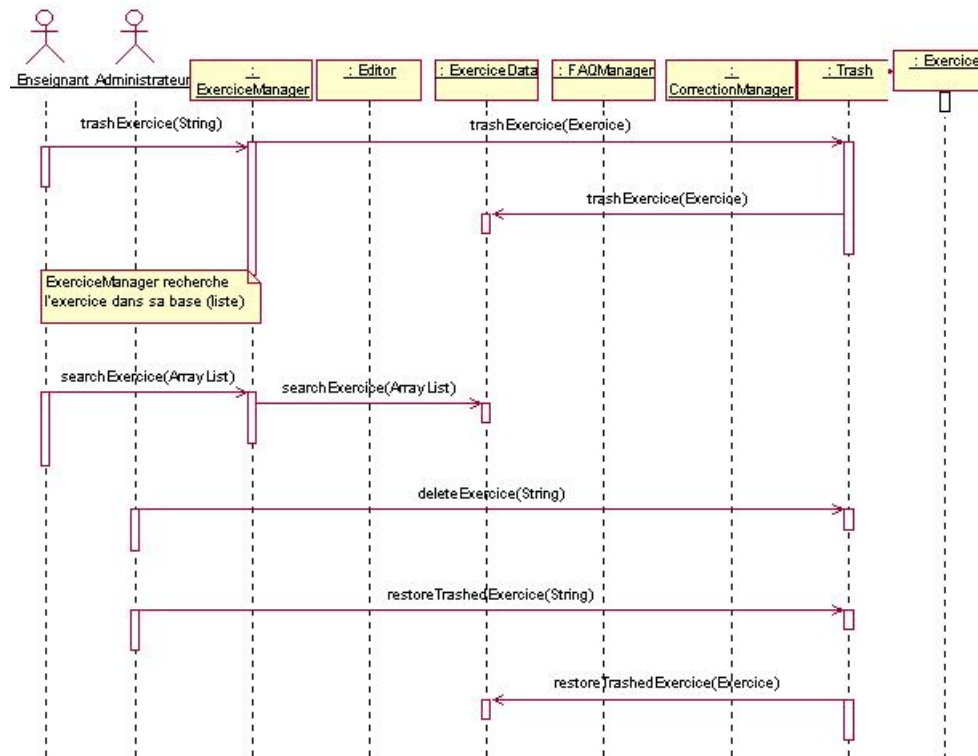 Enseignant
Administrateur
:
ExerciceManager
: Editor
: ExerciceData
: FAQManager
:
CorrectionManager
: Trash
: Exercice
trashExercice(String)
trashExercice(Exercice)
trashExercice(Exercice)
ExerciceManager recherche
l'exercice dans sa base (liste)
searchExercice(ArrayList)
searchExercice(ArrayList)
deleteExercice(String)
restoreTrashedExercice(String)
restoreTrashedExercice(Exercice)